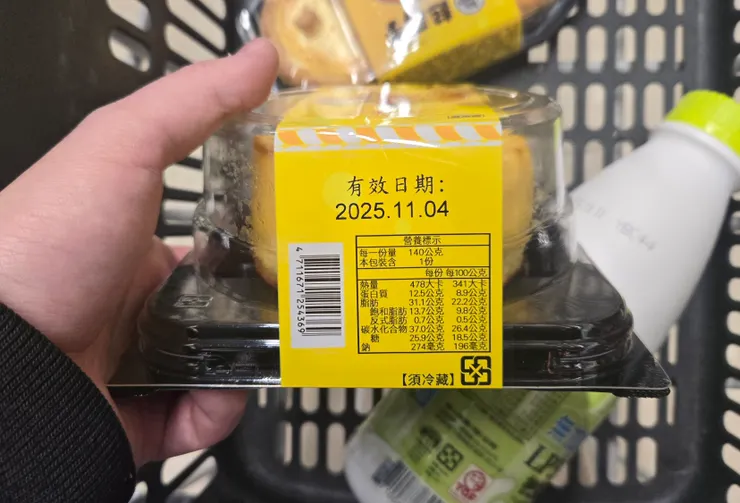 有效日期:
2025.11.04
營養標示
每一份量 140公克
本包裝含 1份
每份 每100公克
熱量 478大卡 341大卡
蛋白質 12.5公克 8.9公克
脂肪 31.1公克 22.2公克
飽和脂肪 13.7公克 9.8公克
反式脂肪 0.7公克 0.5公克
碳水化合物 37.0公克 26.4公克
糖 25.9公克 18.5公克
鈉 274毫克 196毫克
4 711671 254369
【須冷藏】